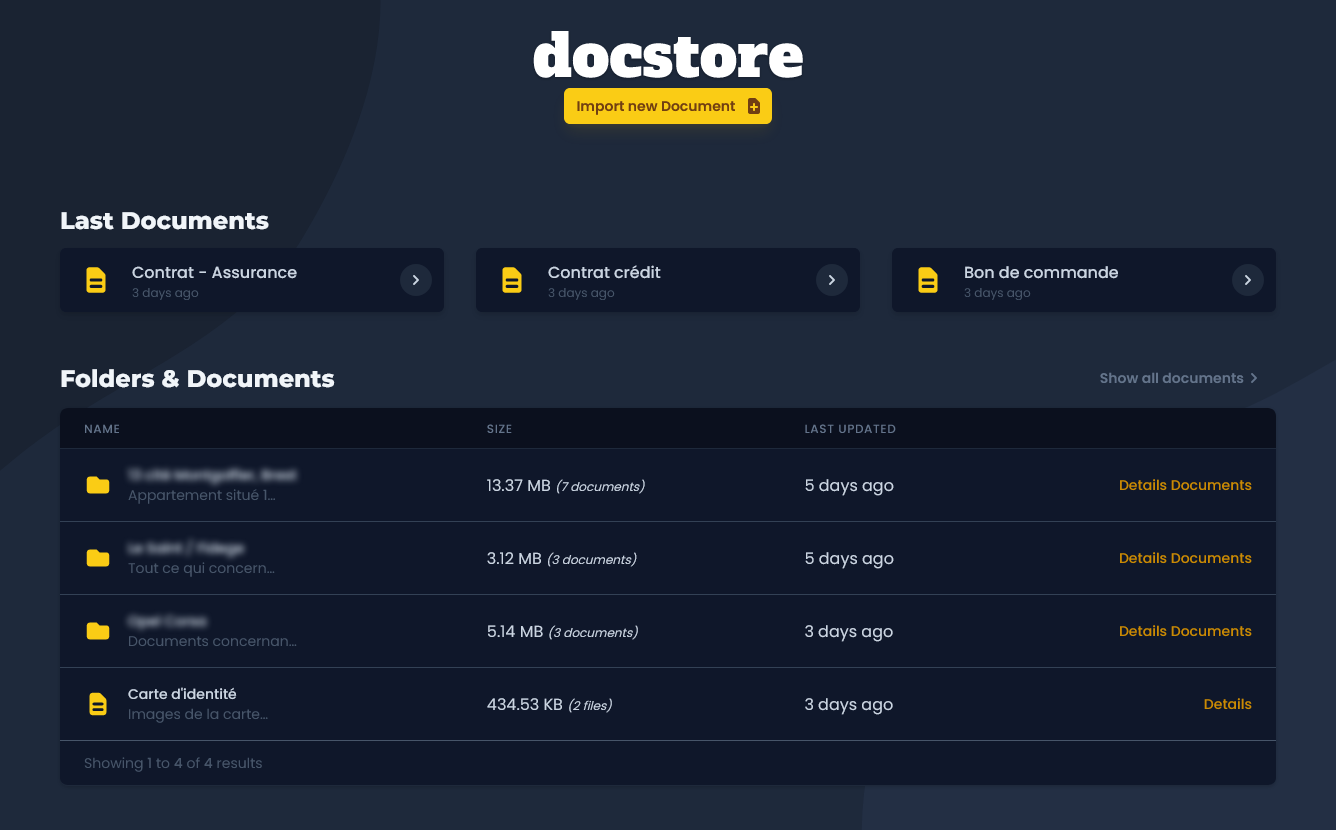 docstore
Import new Document
Last Documents
Contrat - Assurance
3 days ago
Contrat crédit
3 days ago
Bon de commande
3 days ago
Folders & Documents
Show all documents
NAME SIZE LAST UPDATED
Appartement situé 1...
13.37 MB (7 documents)
5 days ago
Details Documents
Tout ce qui concern...
3.12 MB (3 documents)
5 days ago
Details Documents
Documents concernan...
5.14 MB (3 documents)
3 days ago
Details Documents
Carte d'identité
Images de la carte...
434.53 KB (2 files)
3 days ago
Details
Showing 1 to 4 of 4 results